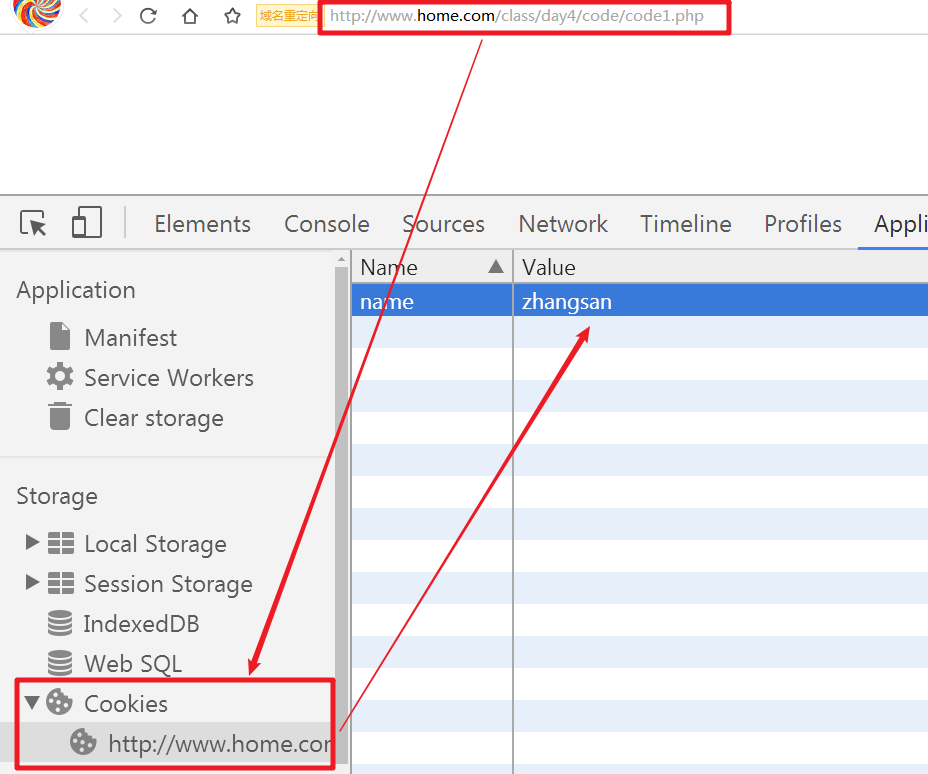 域名重定向 http://www.home.com/class/day4/code/code1.php
Elements Console Sources Network Timeline Profiles Appli
Application
Manifest
Service Workers
Clear storage
Storage
Local Storage
Session Storage
IndexedDB
Web SQL
Cookies
http://www.home.cor
Name Value
name zhangsan